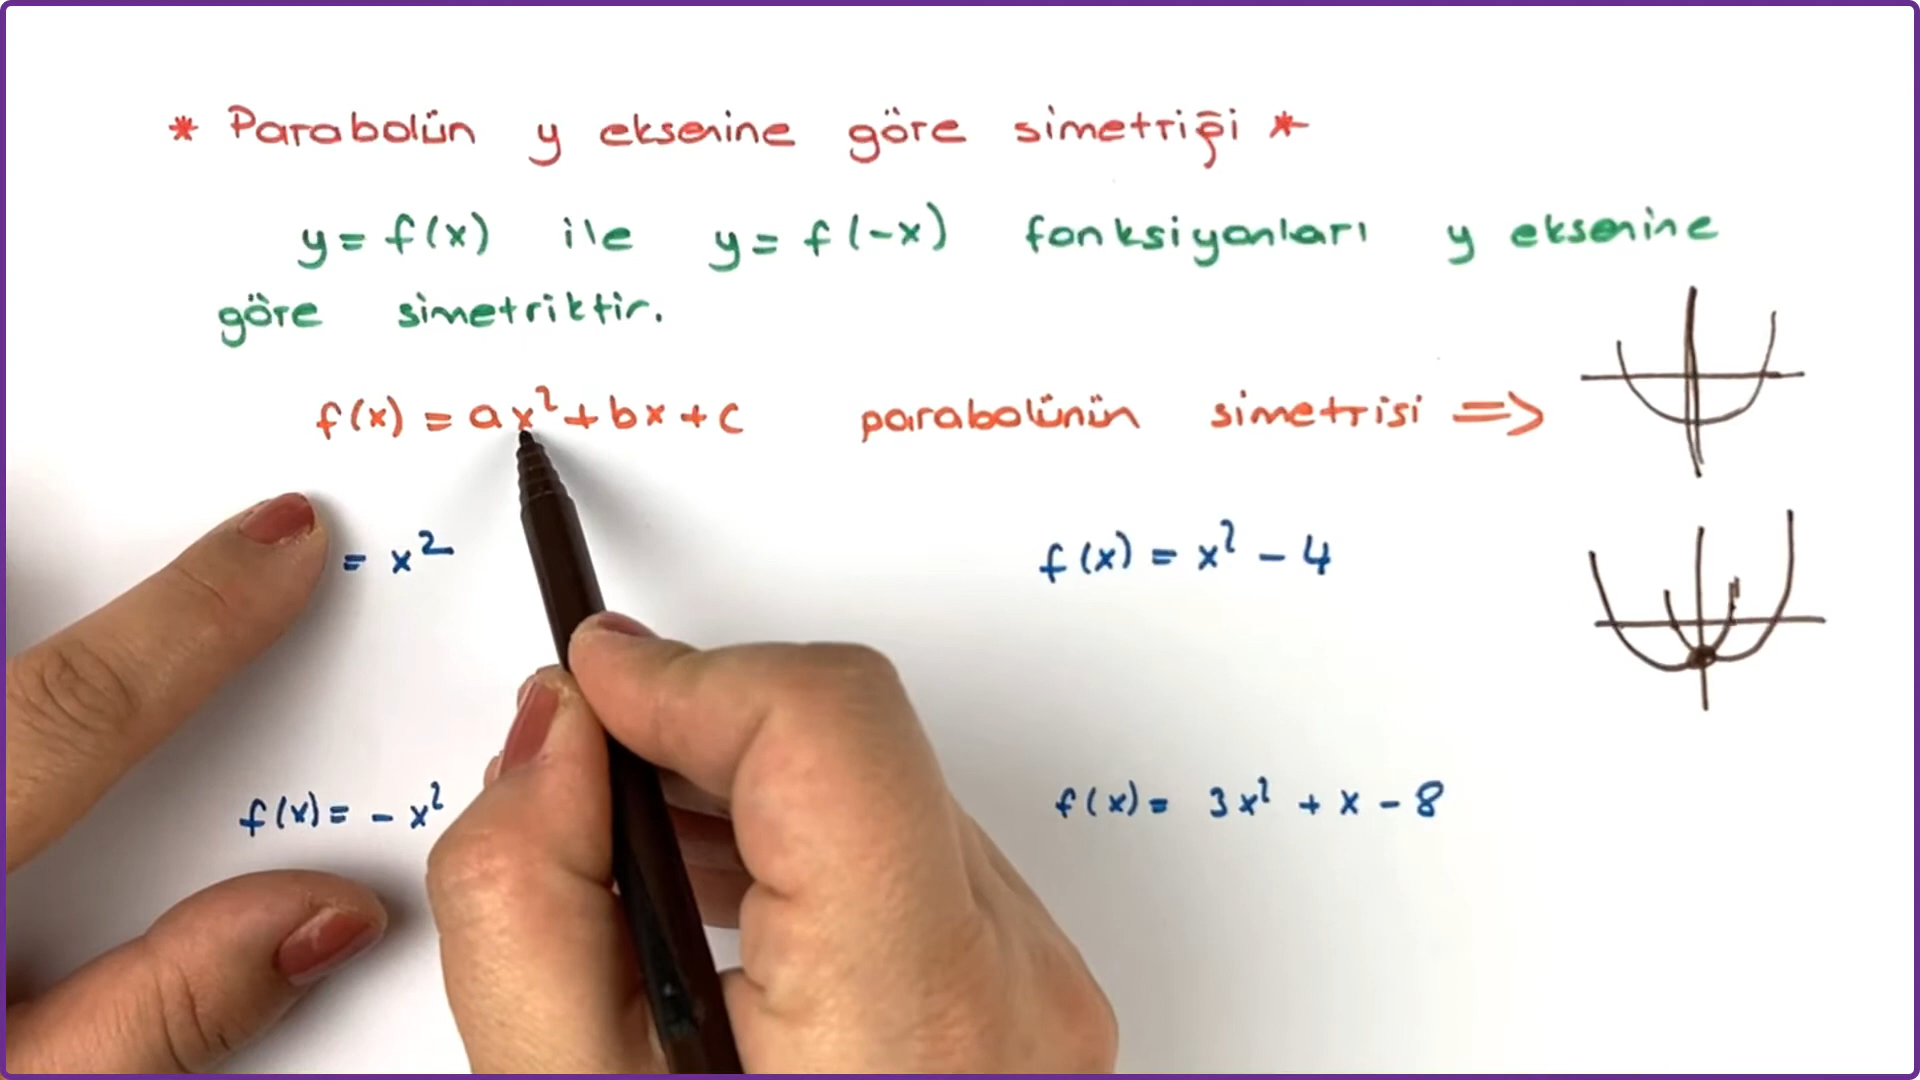 * Parabolün y eksenine göre simetriği *
y = f(x) ile y = f(-x) fonksiyonları y eksenine
göre simetriktir.
f(x) = ax² + bx + c parabolünün simetrisi =>
= x² f(x) = x² - 4
f(x) = - x² f(x) = 3x² + x - 8